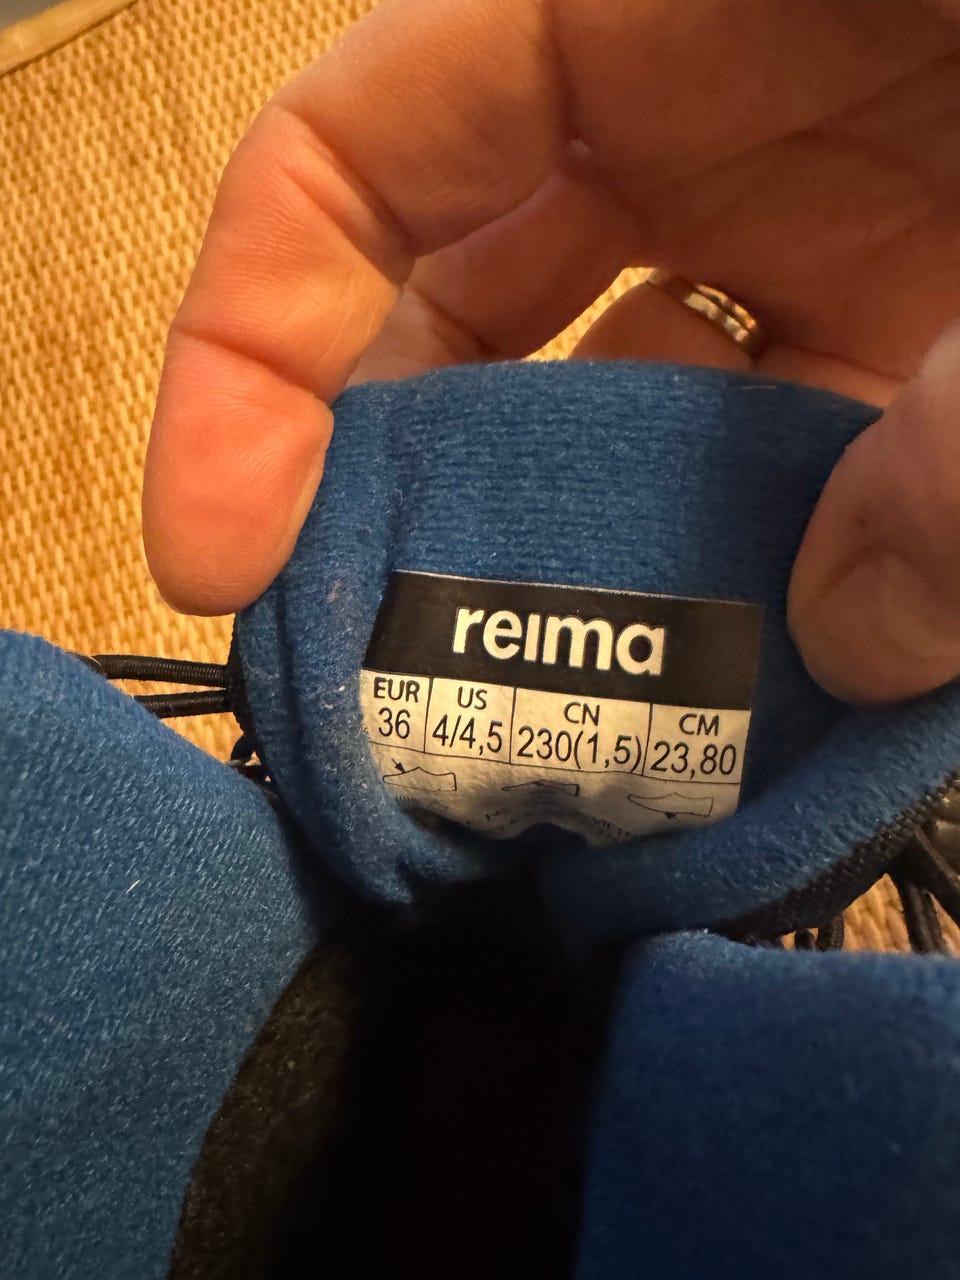 reima
EUR US CN CM
36 4/4,5 230(1,5) 23,80